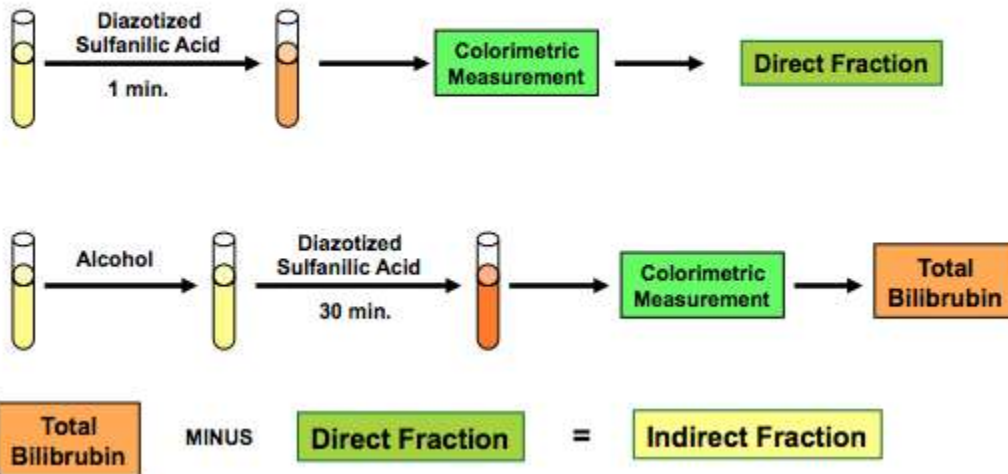 Diazotized
Sulfanilic Acid
1 min.
Colorimetric
Measurement
Direct Fraction
Alcohol
Diazotized
Sulfanilic Acid
30 min.
Colorimetric
Measurement
Total
Bilibrubin
Total
Bilibrubin
MINUS
Direct Fraction
=
Indirect Fraction